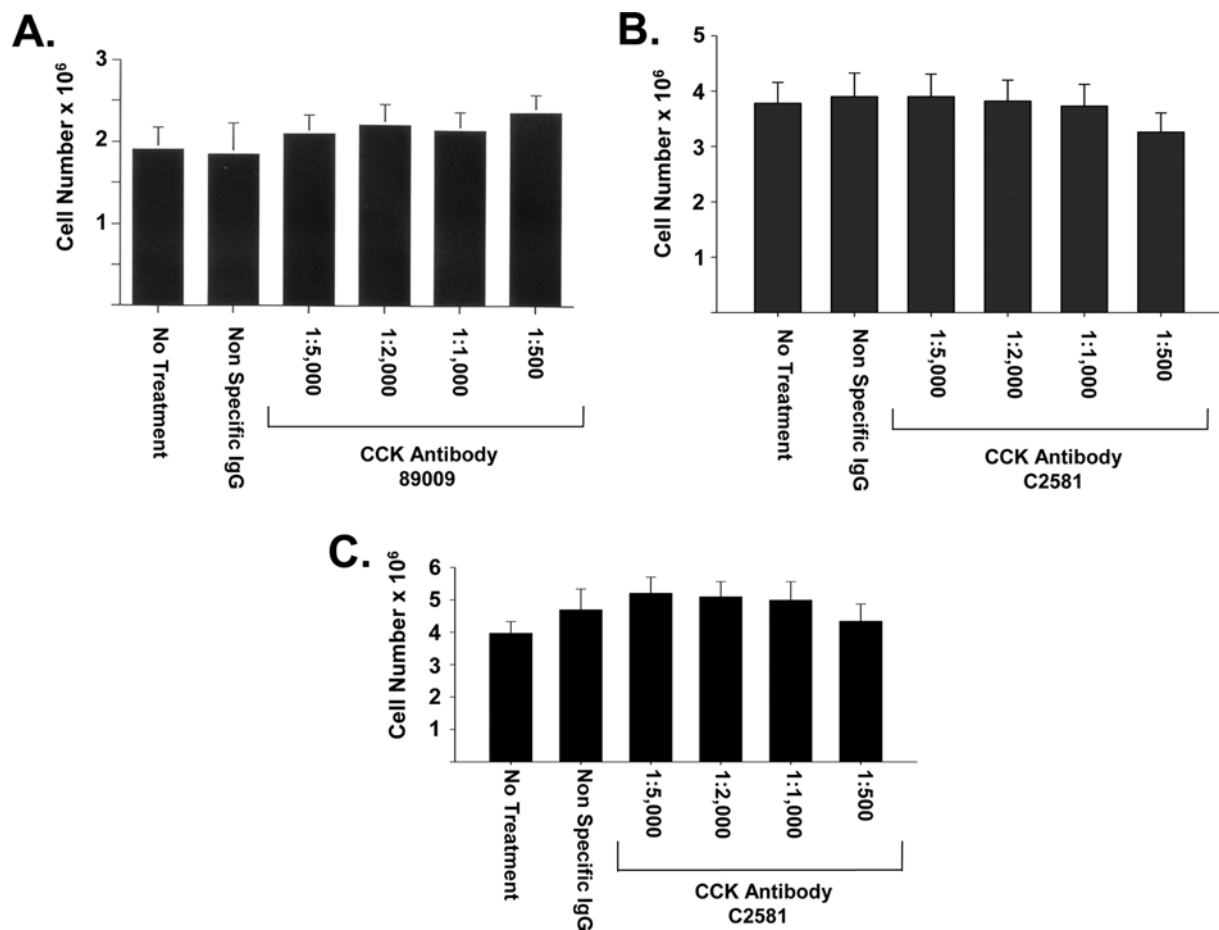 A.
Cell Number x 10⁶
3
2
1
No Treatment
Non Specific IgG
1:5,000
1:2,000
1:1,000
1:500
CCK Antibody
89009
B.
Cell Number x 10⁶
5
4
3
2
1
No Treatment
Non Specific IgG
1:5,000
1:2,000
1:1,000
1:500
CCK Antibody
C2581
C.
Cell Number x 10⁶
6
5
4
3
2
1
No Treatment
Non Specific IgG
1:5,000
1:2,000
1:1,000
1:500
CCK Antibody
C2581